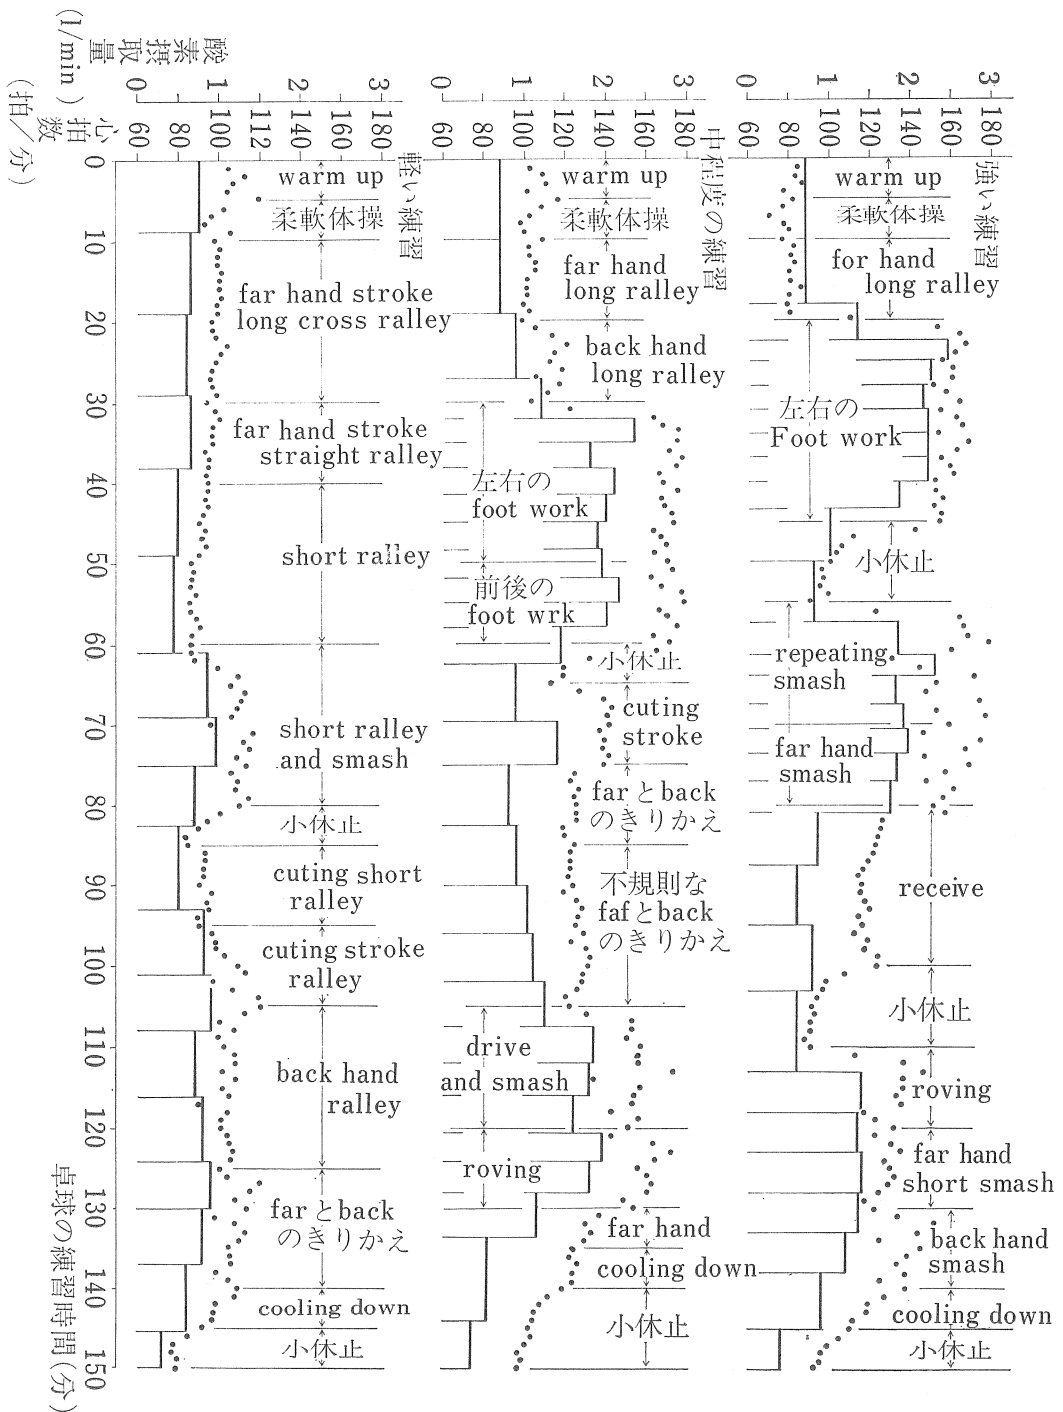 酸素摂取量
(l/min)
0 1 2 3
0 1 2 3
0 1 2 3
心拍数
(拍/分)
60 80 100 112 140 160 180
60 80 100 120 140 160 180
60 80 100 120 140 160 180
軽い練習
warm up
柔軟体操
far hand stroke
long cross ralley
far hand stroke
straight ralley
short ralley
short ralley
and smash
小休止
cuting short
ralley
cuting stroke
ralley
back hand
ralley
farとback
のきりかえ
cooling down
小休止
中程度の練習
warm up
柔軟体操
far hand
long ralley
back hand
long ralley
左右の
foot work
前後の
foot wrk
小休止
cuting
stroke
farとback
のきりかえ
不規則な
fafとback
のきりかえ
drive
and smash
roving
far hand
cooling down
小休止
強い練習
warm up
柔軟体操
for hand
long ralley
左右の
Foot work
小休止
repeating
smash
far hand
smash
receive
小休止
roving
far hand
short smash
back hand
smash
cooling down
小休止
0 10 20 30 40 50 60 70 80 90 100 110 120 130 140 150
卓球の練習時間(分)